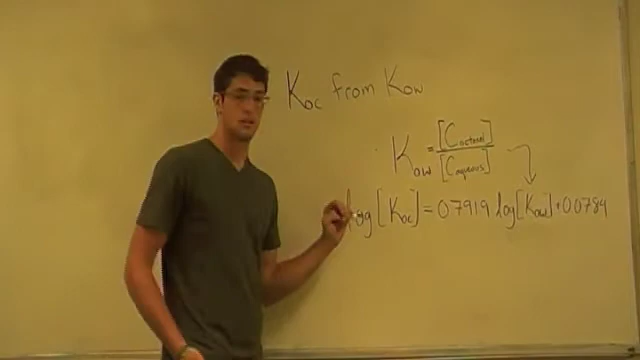 Koc from Kow
Kow = [Coctanol]
[Caqueous]
log[Koc] = 0.7919 log[Kow] + 0.0784